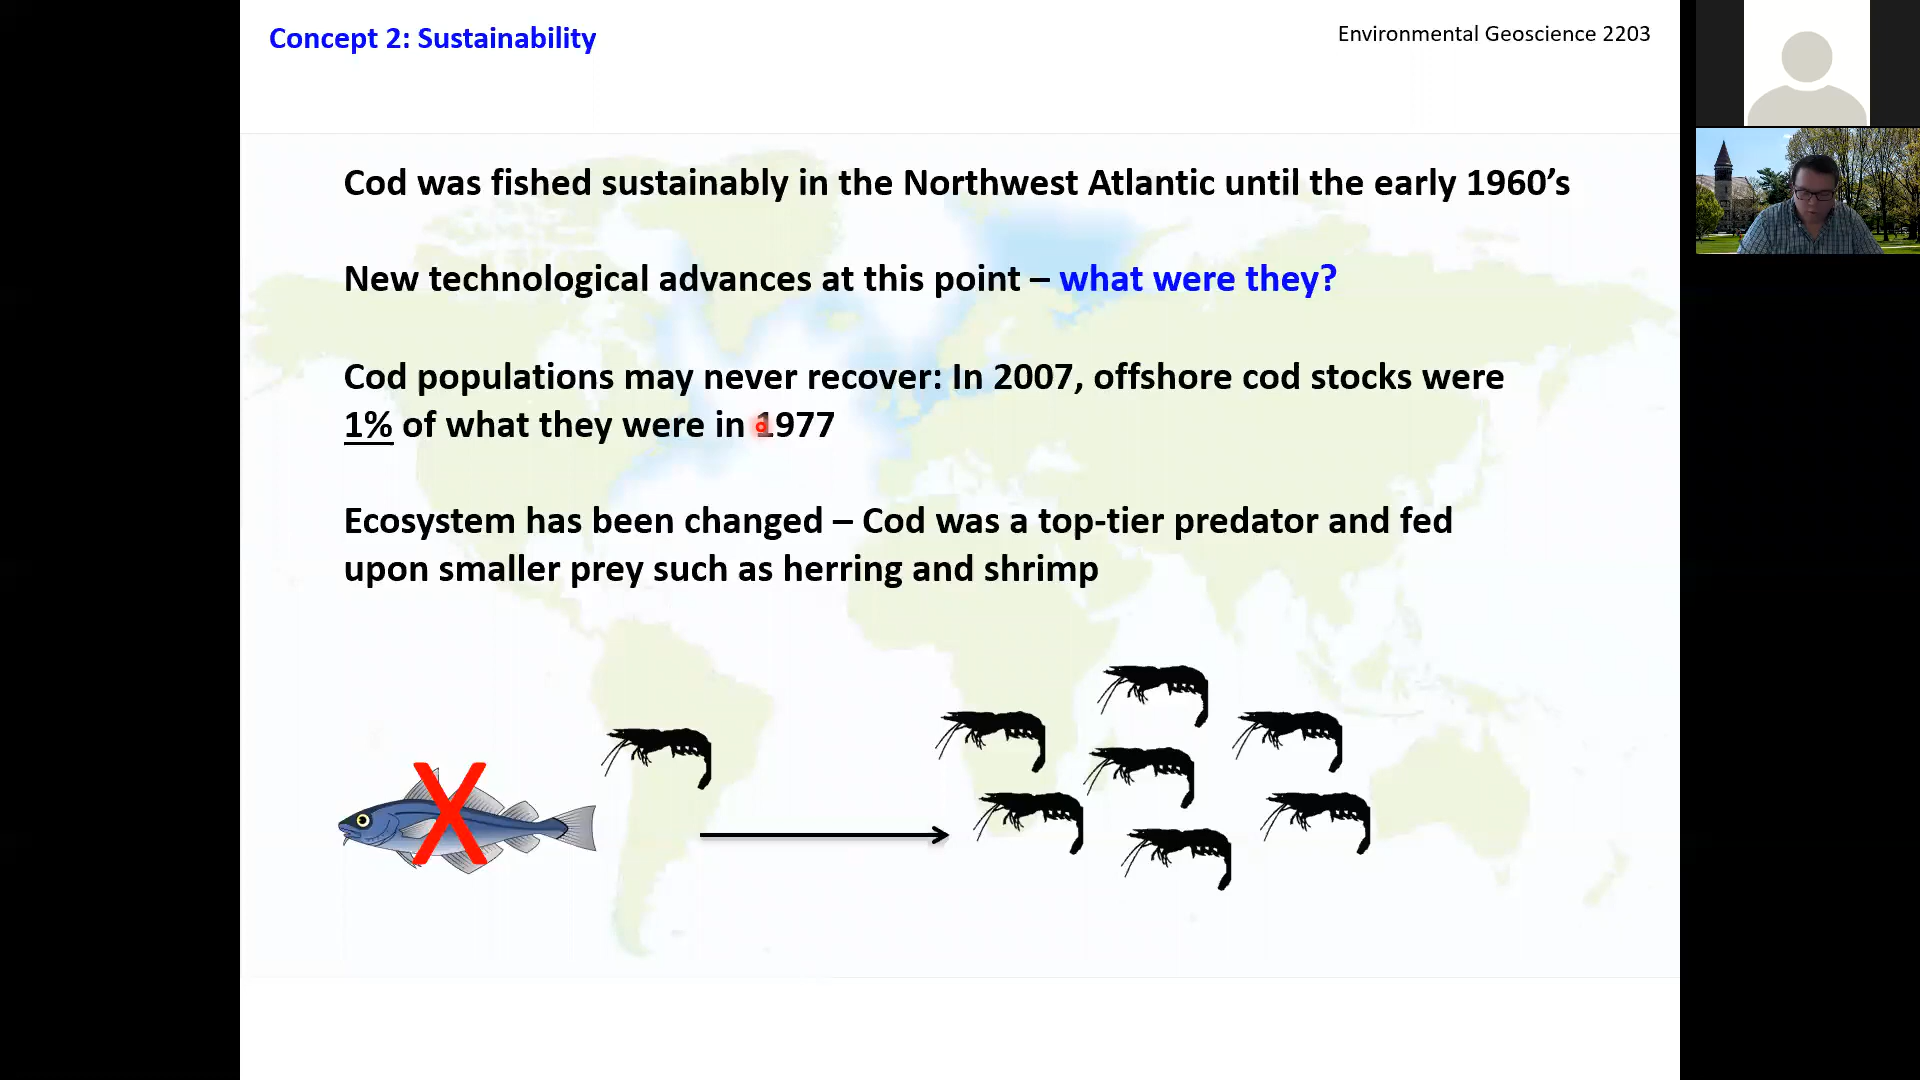 Concept 2: Sustainability
Environmental Geoscience 2203
Cod was fished sustainably in the Northwest Atlantic until the early 1960’s
New technological advances at this point – what were they?
Cod populations may never recover: In 2007, offshore cod stocks were
1% of what they were in 1977
Ecosystem has been changed – Cod was a top-tier predator and fed
upon smaller prey such as herring and shrimp
X